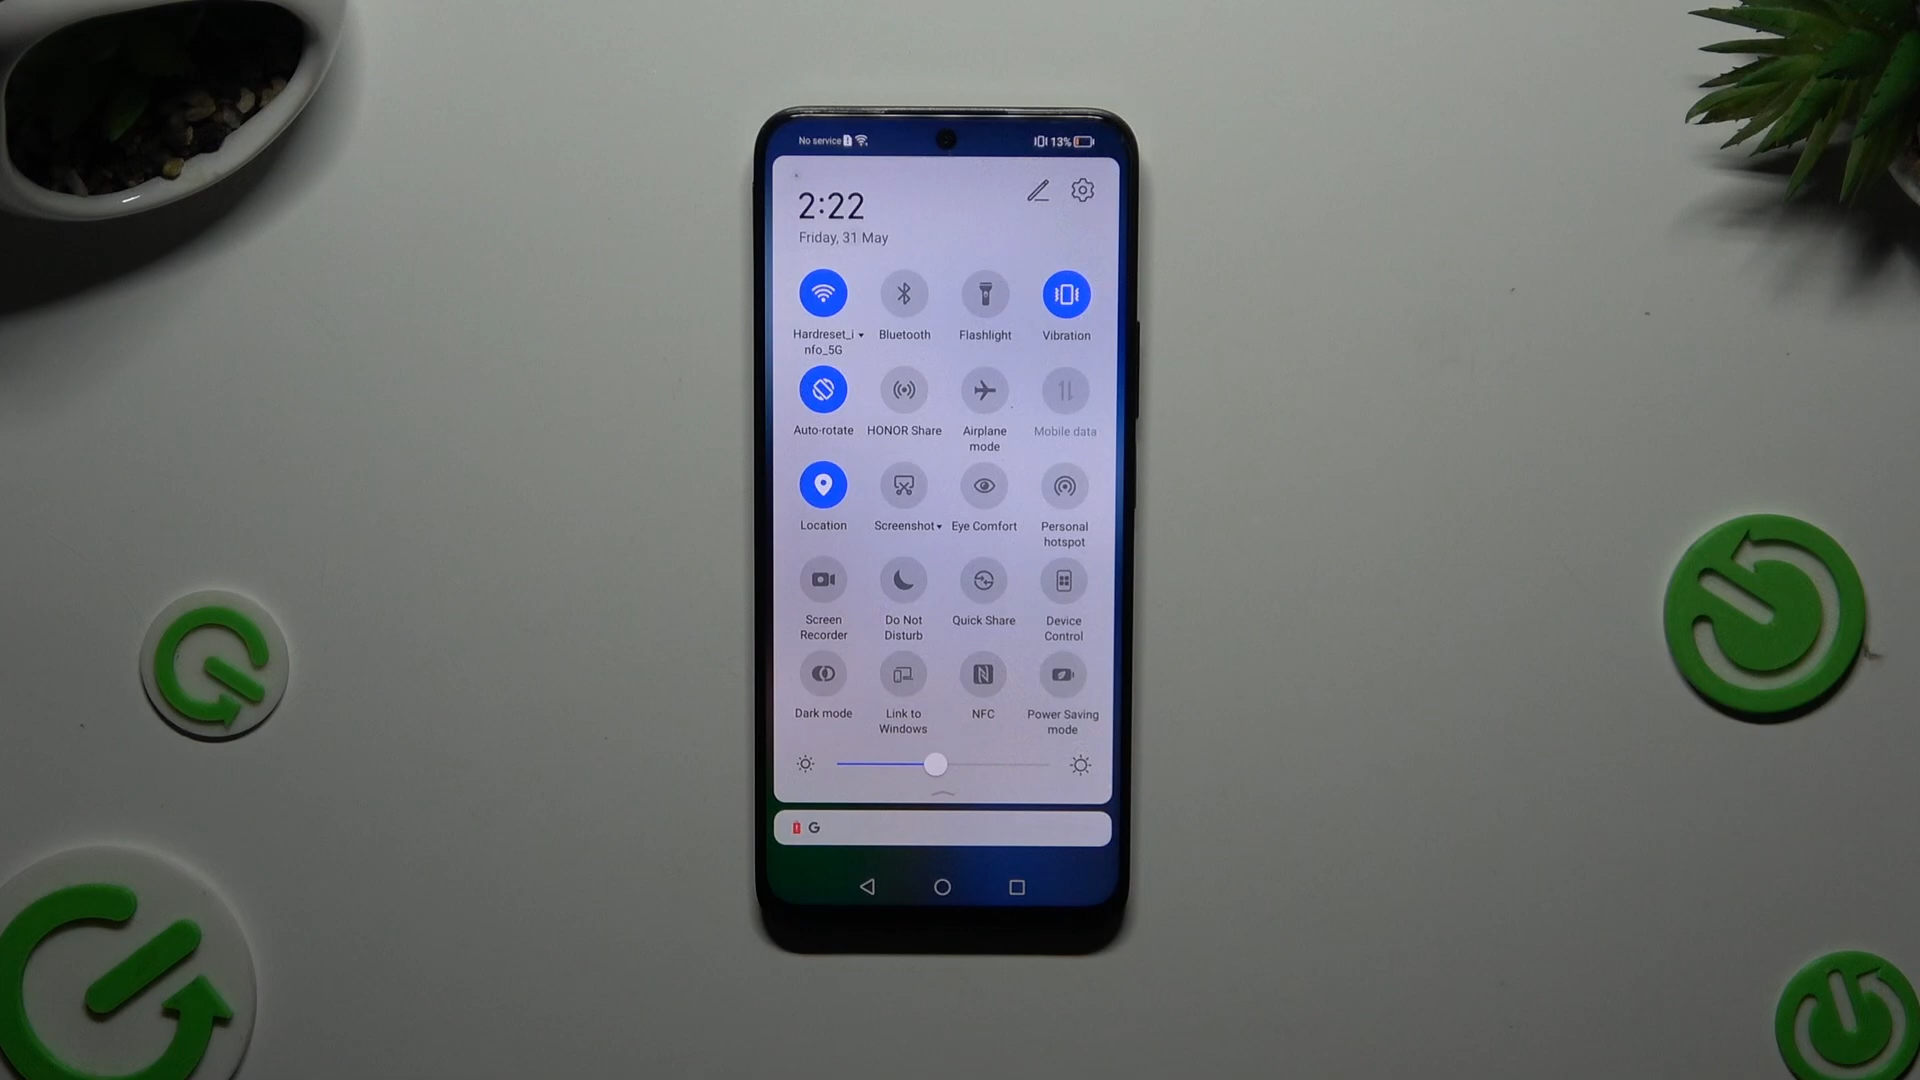 No service 13%
2:22
Friday, 31 May
Hardreset_i Bluetooth Flashlight Vibration
nfo_5G
Auto-rotate HONOR Share Airplane Mobile data
mode
Location Screenshot Eye Comfort Personal
hotspot
Screen Do Not Quick Share Device
Recorder Disturb Control
Dark mode Link to NFC Power Saving
Windows mode
G